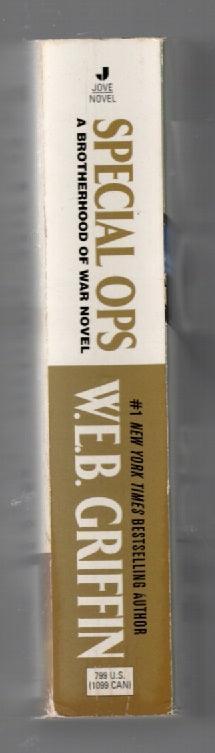 J
JOVE
NOVEL
SPECIAL OPS
A BROTHERHOOD OF WAR NOVEL
#1 NEW YORK TIMES BESTSELLING AUTHOR
W.E.B. GRIFFIN
799 U.S.
(1099 CAN)